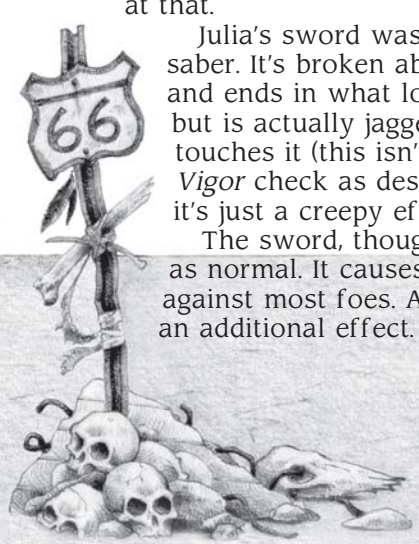 at that.
Julia's sword was
saber. It's broken ab
and ends in what lo
but is actually jagge
touches it (this isn'
Vigor check as des
it's just a creepy ef
The sword, thoug
as normal. It causes
against most foes. A
an additional effect.
66